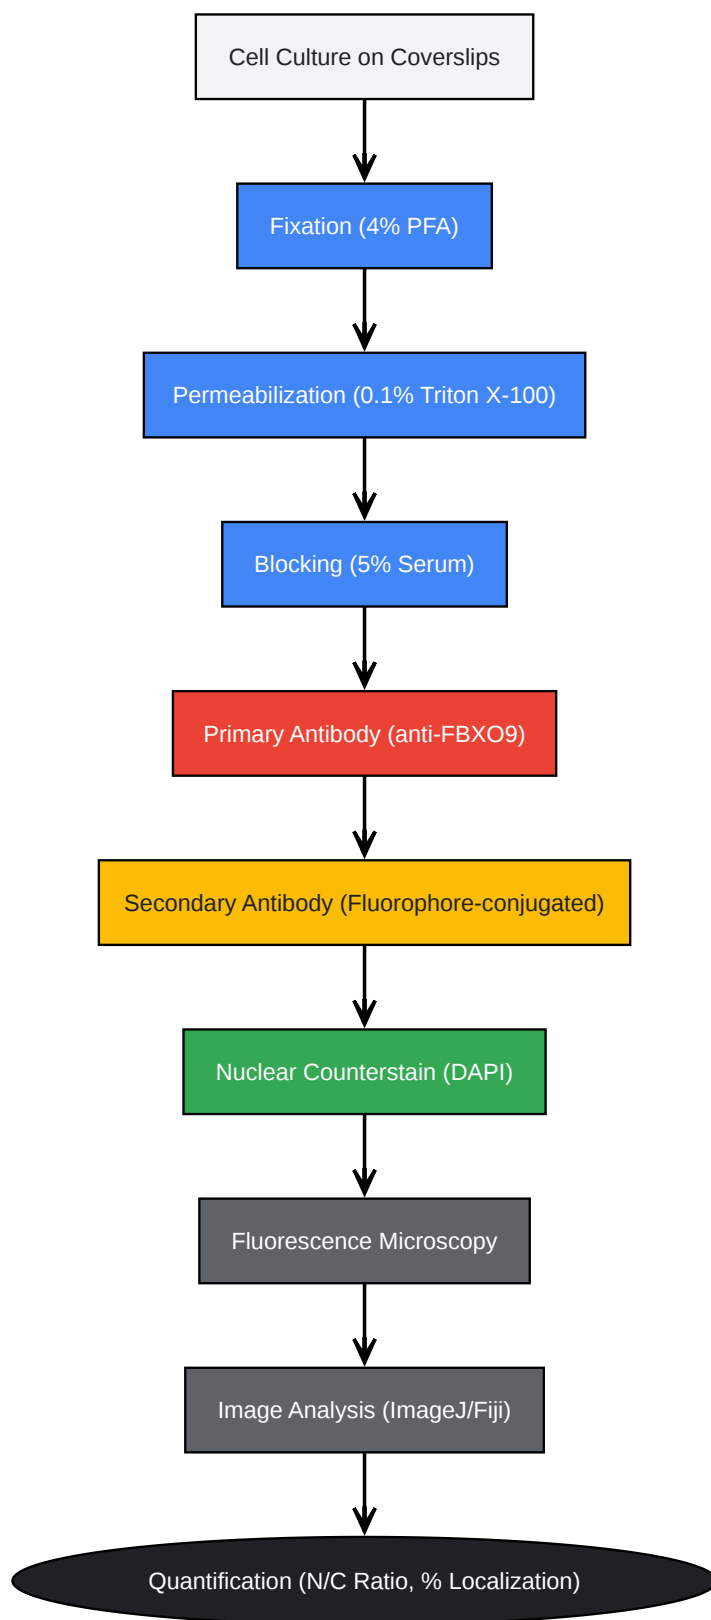 Cell Culture on Coverslips
Fixation (4% PFA)
Permeabilization (0.1% Triton X-100)
Blocking (5% Serum)
Primary Antibody (anti-FBXO9)
Secondary Antibody (Fluorophore-conjugated)
Nuclear Counterstain (DAPI)
Fluorescence Microscopy
Image Analysis (ImageJ/Fiji)
Quantification (N/C Ratio, % Localization)